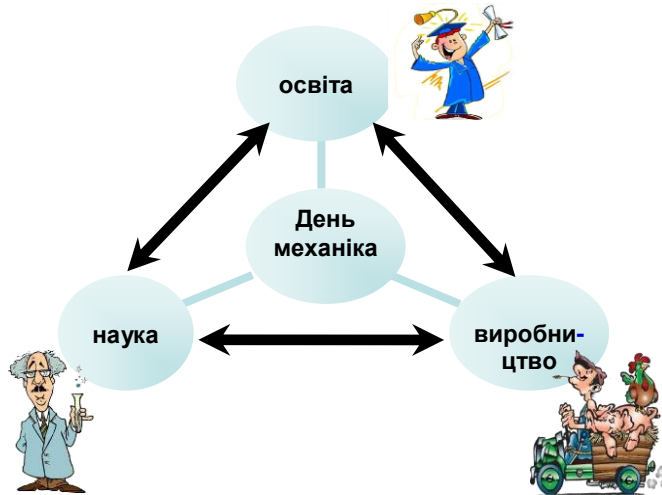 освіта
День
механіка
наука
виробни-
цтво